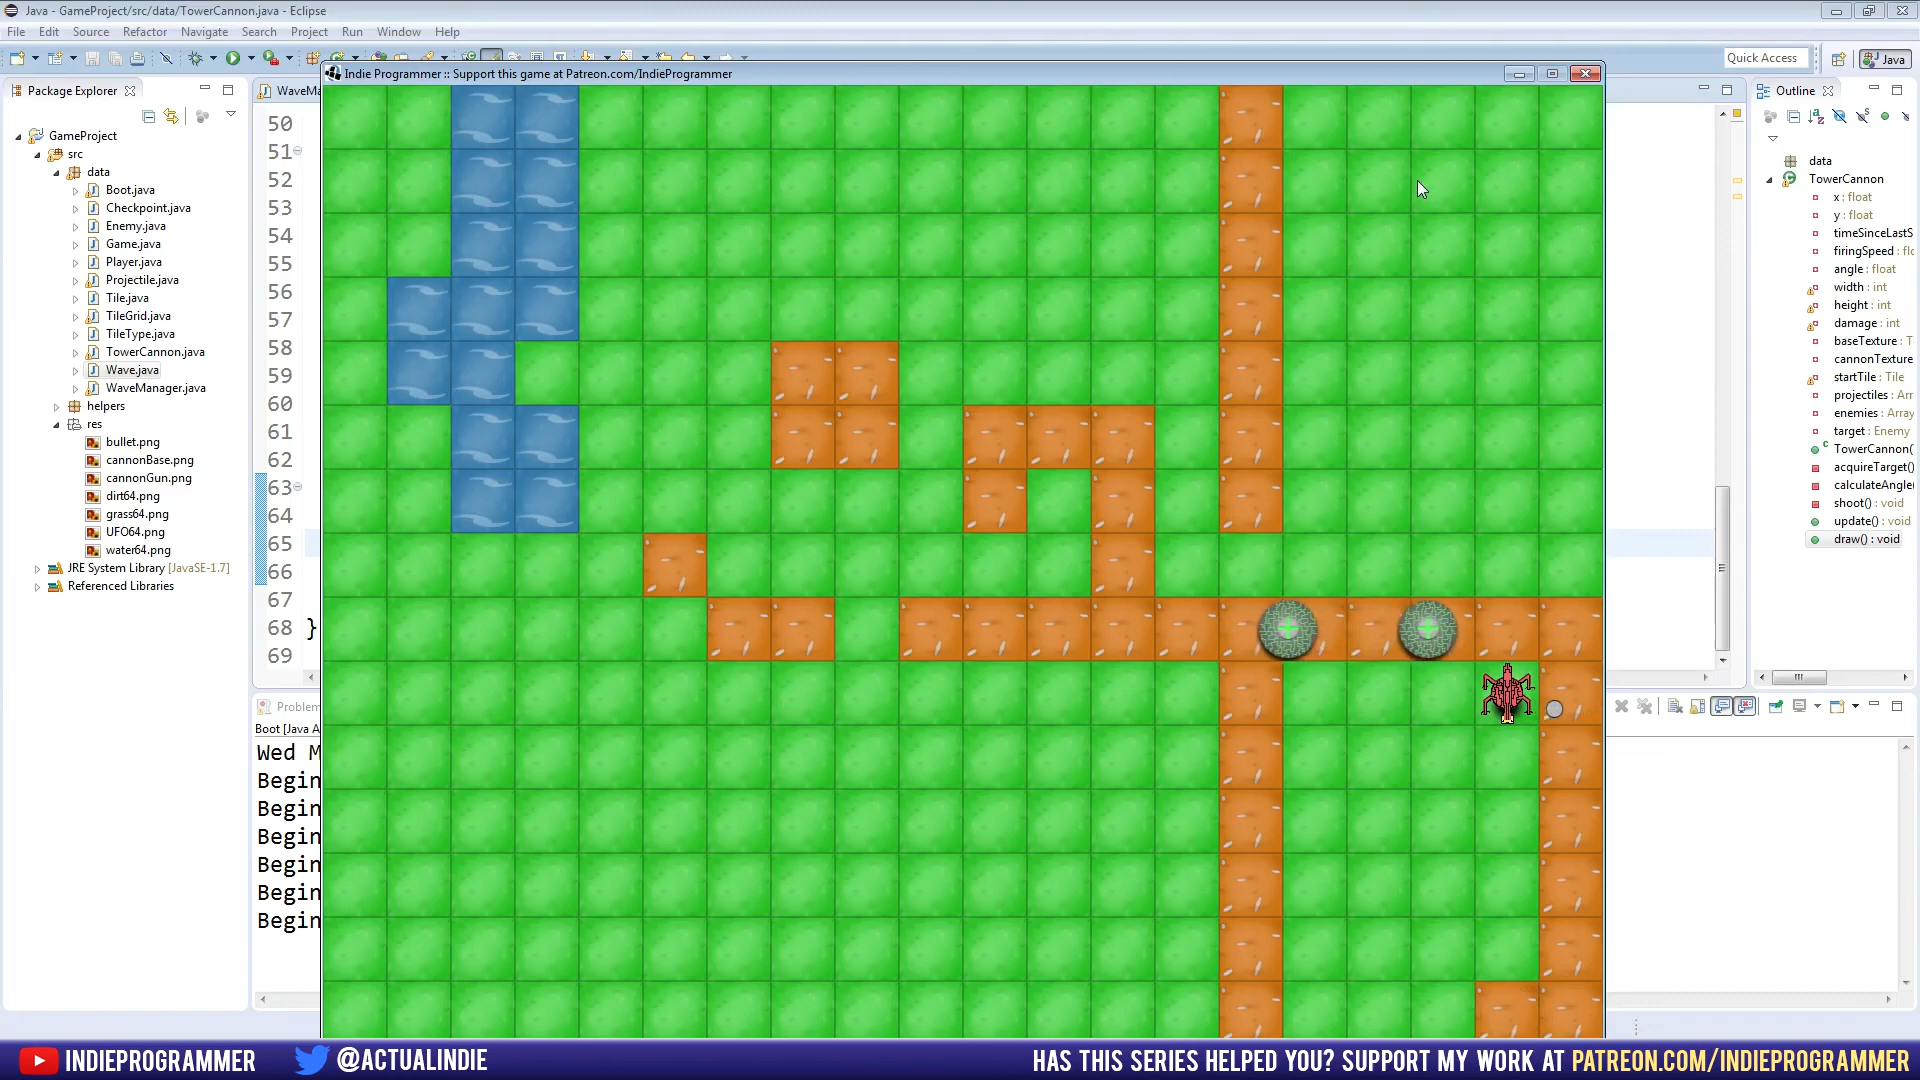 Java - GameProject/src/data/TowerCannon.java - Eclipse
File Edit Source Refactor Navigate Search Project Run Window Help
Quick Access
Java
Package Explorer
GameProject
src
data
Boot.java
Checkpoint.java
Enemy.java
Game.java
Player.java
Projectile.java
Tile.java
TileGrid.java
TileType.java
TowerCannon.java
Wave.java
WaveManager.java
helpers
res
bullet.png
cannonBase.png
cannonGun.png
dirt64.png
grass64.png
UFO64.png
water64.png
JRE System Library [JavaSE-1.7]
Referenced Libraries
WaveMa
50
51
52
53
54
55
56
57
58
59
60
61
62
63
64
65
66
67
68 }
69
Indie Programmer :: Support this game at Patreon.com/IndieProgrammer
Problem
Boot [Java A
Wed M
Begin
Begin
Begin
Begin
Begin
Begin
Outline
data
TowerCannon
x : float
y : float
timeSinceLastS
firingSpeed : flo
angle : float
width : int
height : int
damage : int
baseTexture : T
cannonTexture
startTile : Tile
projectiles : Arr
enemies : Array
target : Enemy
TowerCannon(
acquireTarget()
calculateAngle(
shoot() : void
update() : void
draw() : void
INDIEPROGRAMMER
@ACTUALINDIE
HAS THIS SERIES HELPED YOU? SUPPORT MY WORK AT PATREON.COM/INDIEPROGRAMMER